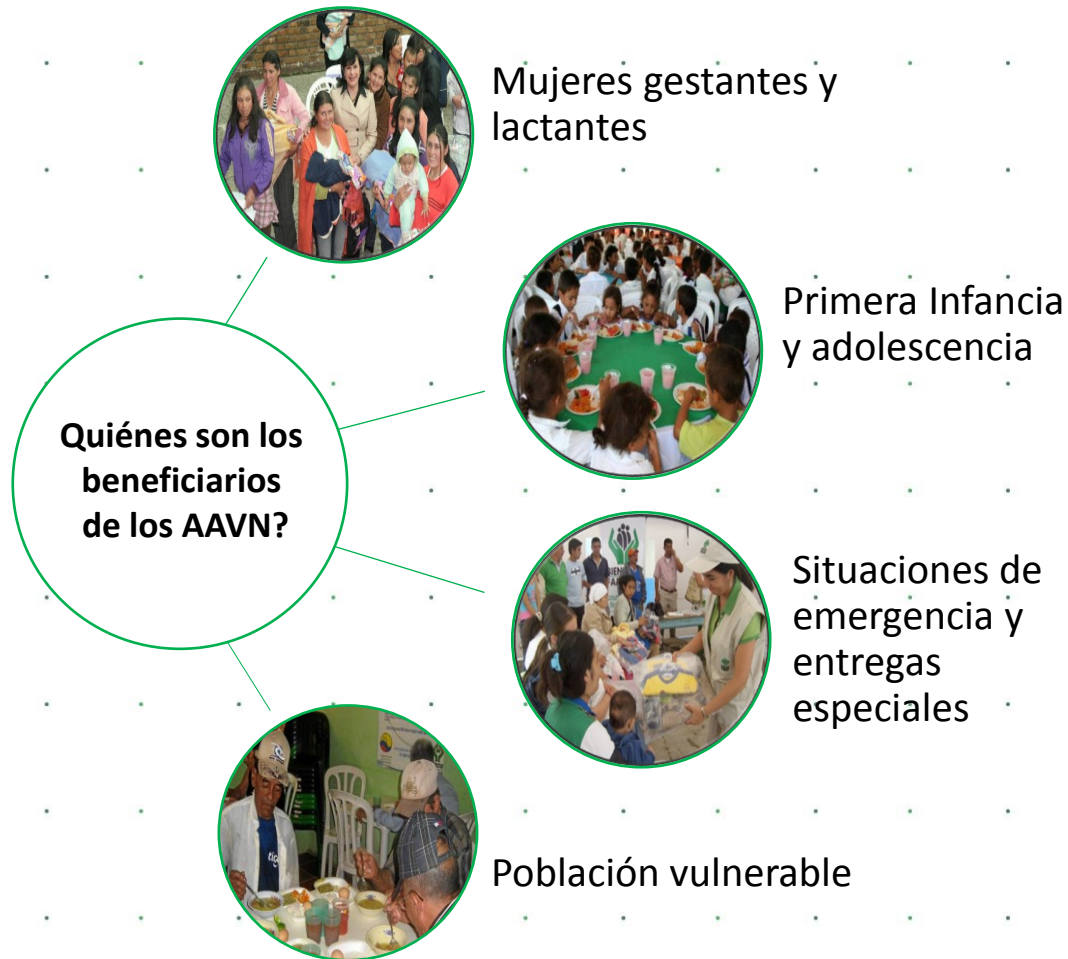 Mujeres gestantes y
lactantes
Primera Infancia
y adolescencia
Quiénes son los
beneficiarios
de los AAVN?
Situaciones de
emergencia y
entregas
especiales
Población vulnerable